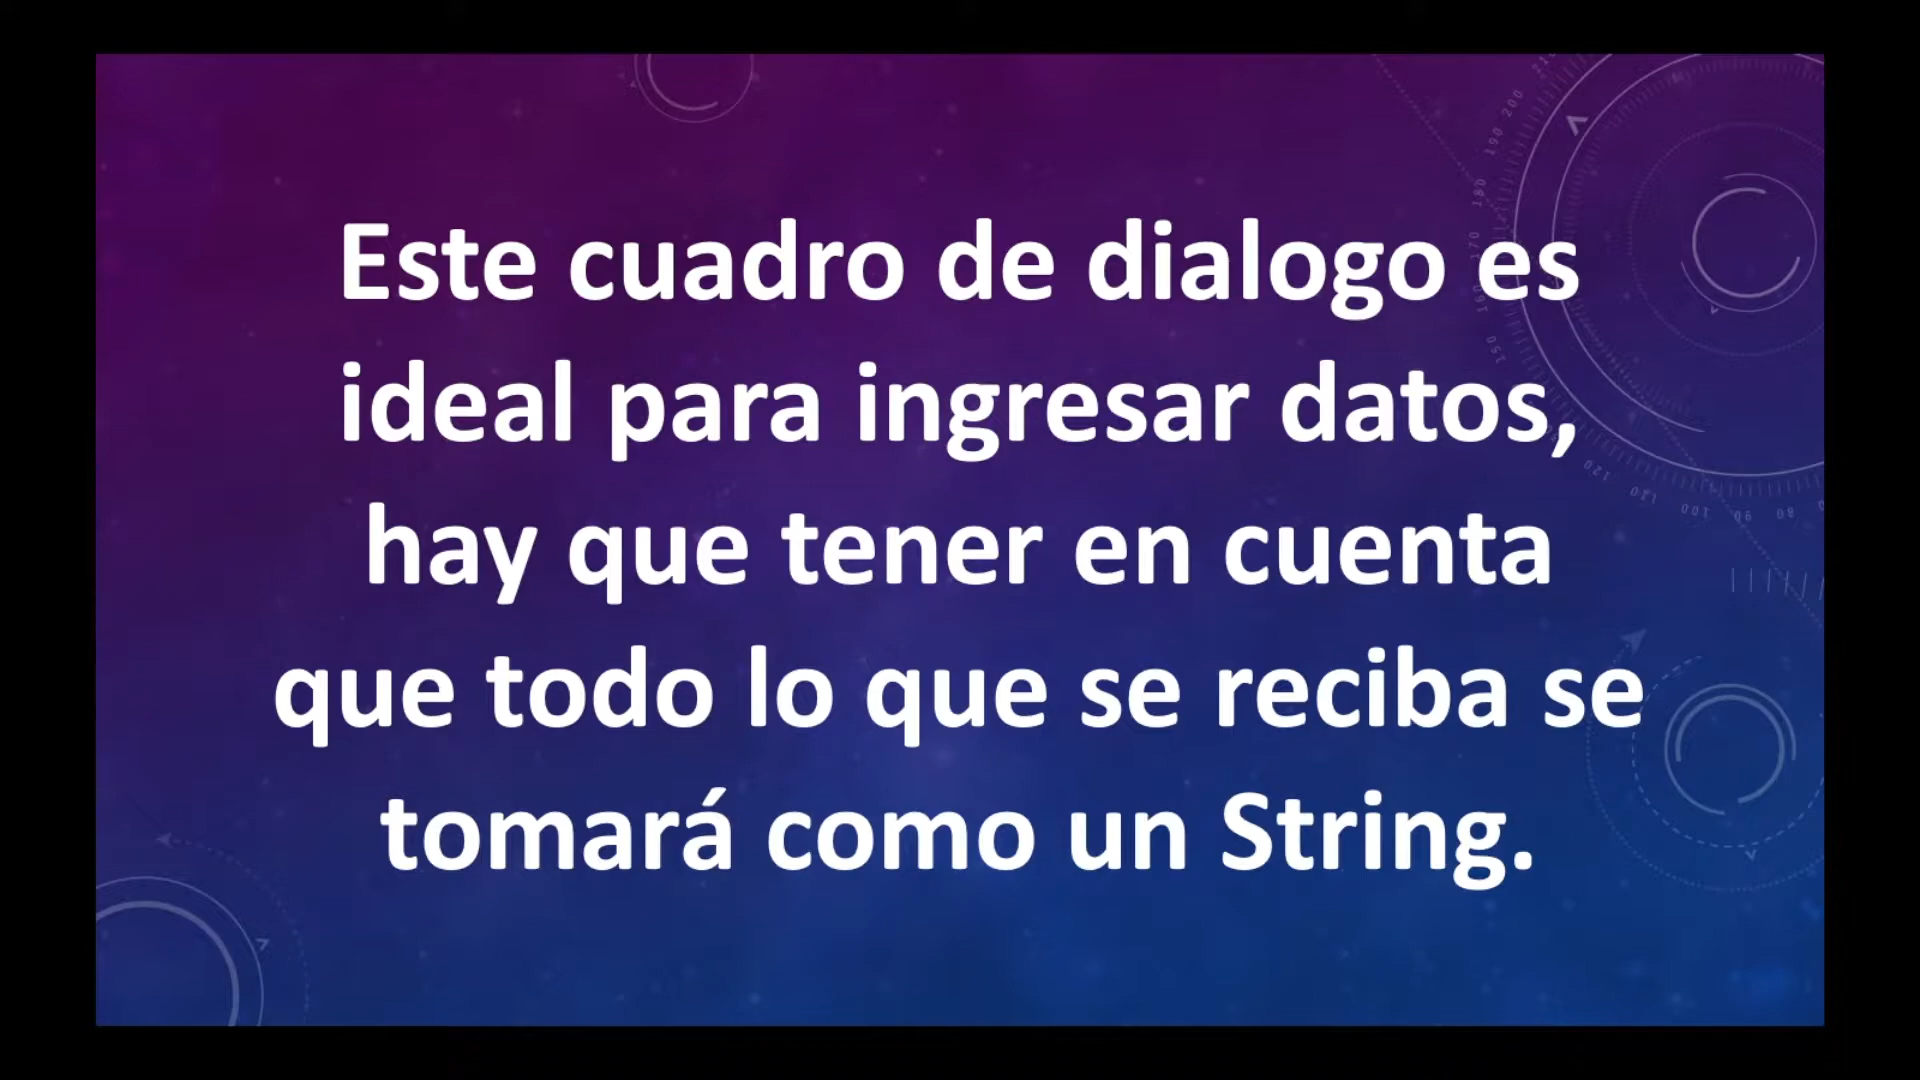 Este cuadro de dialogo es
ideal para ingresar datos,
hay que tener en cuenta
que todo lo que se reciba se
tomará como un String.